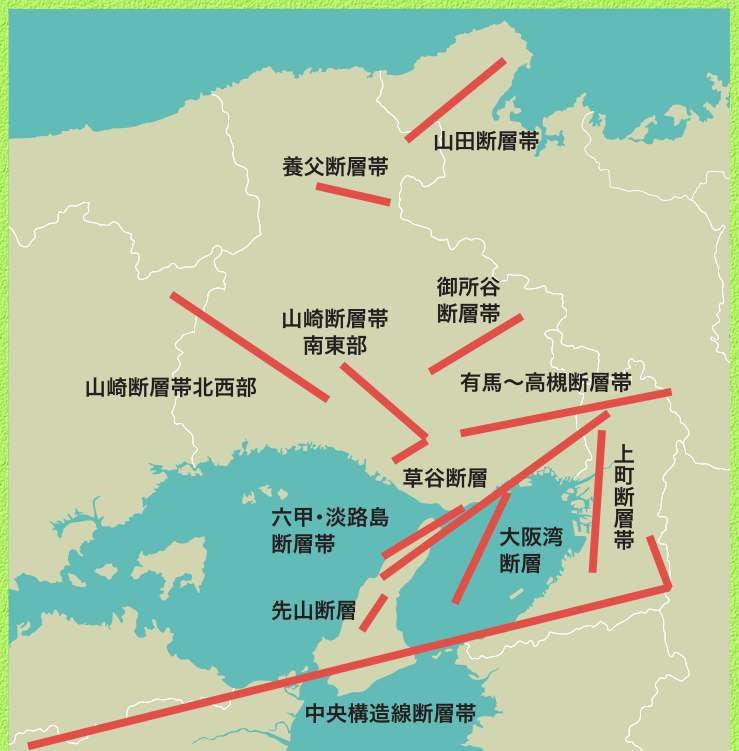 山田断層帯
養父断層帯
御所谷
断層帯
山崎断層帯
南東部
山崎断層帯北西部
有馬～高槻断層帯
上町断層帯
草谷断層
六甲・淡路島
断層帯
大阪湾
断層
先山断層
中央構造線断層帯